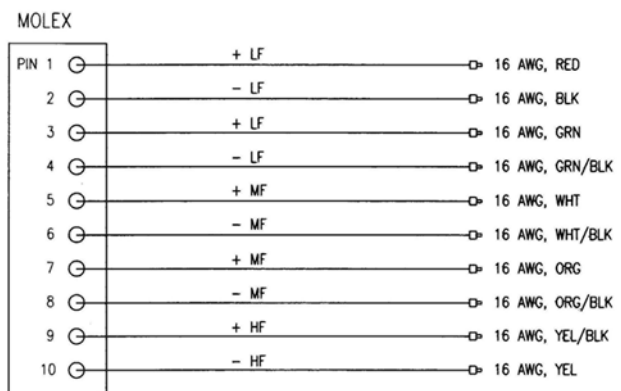 MOLEX
PIN 1 + LF 16 AWG, RED
2 - LF 16 AWG, BLK
3 + LF 16 AWG, GRN
4 - LF 16 AWG, GRN/BLK
5 + MF 16 AWG, WHT
6 - MF 16 AWG, WHT/BLK
7 + MF 16 AWG, ORG
8 - MF 16 AWG, ORG/BLK
9 + HF 16 AWG, YEL/BLK
10 - HF 16 AWG, YEL